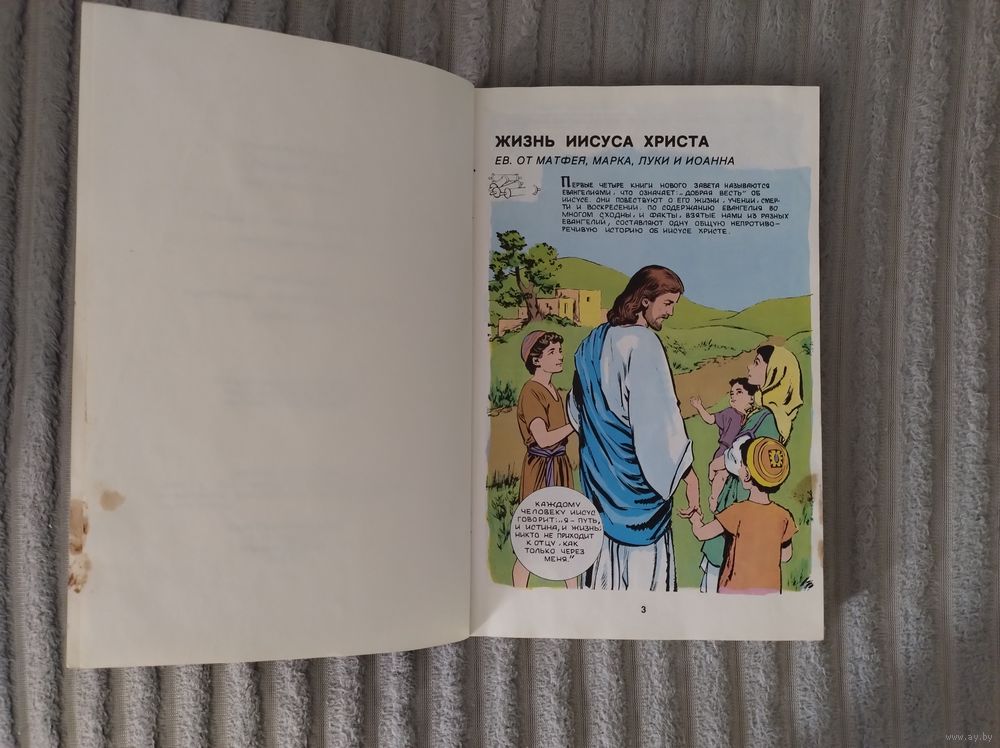 ЖИЗНЬ ИИСУСА ХРИСТА
ЕВ. ОТ МАТФЕЯ, МАРКА, ЛУКИ И ИОАННА
ПЕРВЫЕ ЧЕТЫРЕ КНИГИ НОВОГО ЗАВЕТА НАЗЫВАЮТСЯ
ЕВАНГЕЛИЯМИ, ЧТО ОЗНАЧАЕТ: „ДОБРАЯ ВЕСТЬ" ОБ
ИИСУСЕ. ОНИ ПОВЕСТВУЮТ О ЕГО ЖИЗНИ, УЧЕНИИ, СМЕР-
ТИ И ВОСКРЕСЕНИИ. ПО СОДЕРЖАНИЮ ЕВАНГЕЛИЯ ВО
МНОГОМ СХОДНЫ, И ФАКТЫ, ВЗЯТЫЕ НАМИ ИЗ РАЗНЫХ
ЕВАНГЕЛИЙ, СОСТАВЛЯЮТ ОДНУ ОБЩУЮ НЕПРОТИВО-
РЕЧИВУЮ ИСТОРИЮ ОБ ИИСУСЕ ХРИСТЕ.
КАЖДОМУ
ЧЕЛОВЕКУ ИИСУС
ГОВОРИТ: „Я - ПУТЬ,
И ИСТИНА, И ЖИЗНЬ;
НИКТО НЕ ПРИХОДИТ
К ОТЦУ, КАК
ТОЛЬКО ЧЕРЕЗ
МЕНЯ."
3
www.ay.by